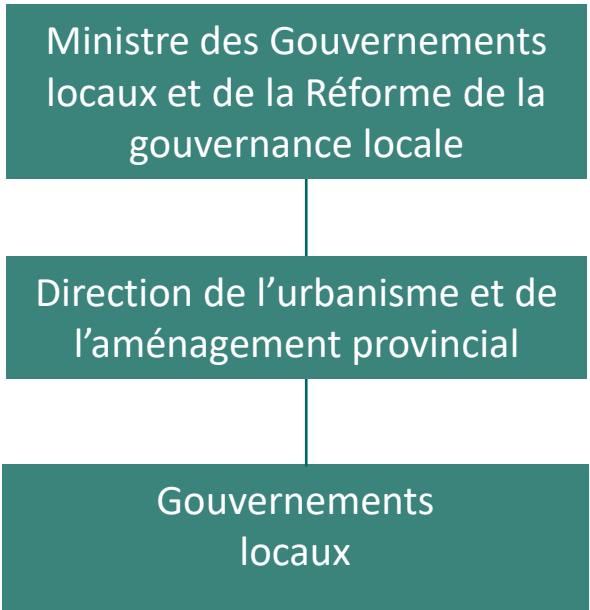 Ministre des Gouvernements
locaux et de la Réforme de la
gouvernance locale
Direction de l’urbanisme et de
l’aménagement provincial
Gouvernements
locaux